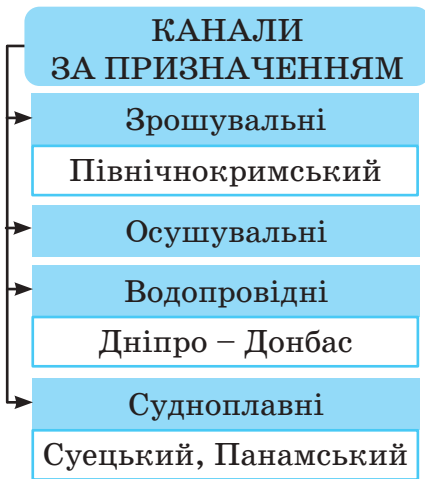 КАНАЛИ
ЗА ПРИЗНАЧЕННЯМ
Зрошувальні
Північнокримський
Осушувальні
Водопровідні
Дніпро – Донбас
Судноплавні
Суецький, Панамський